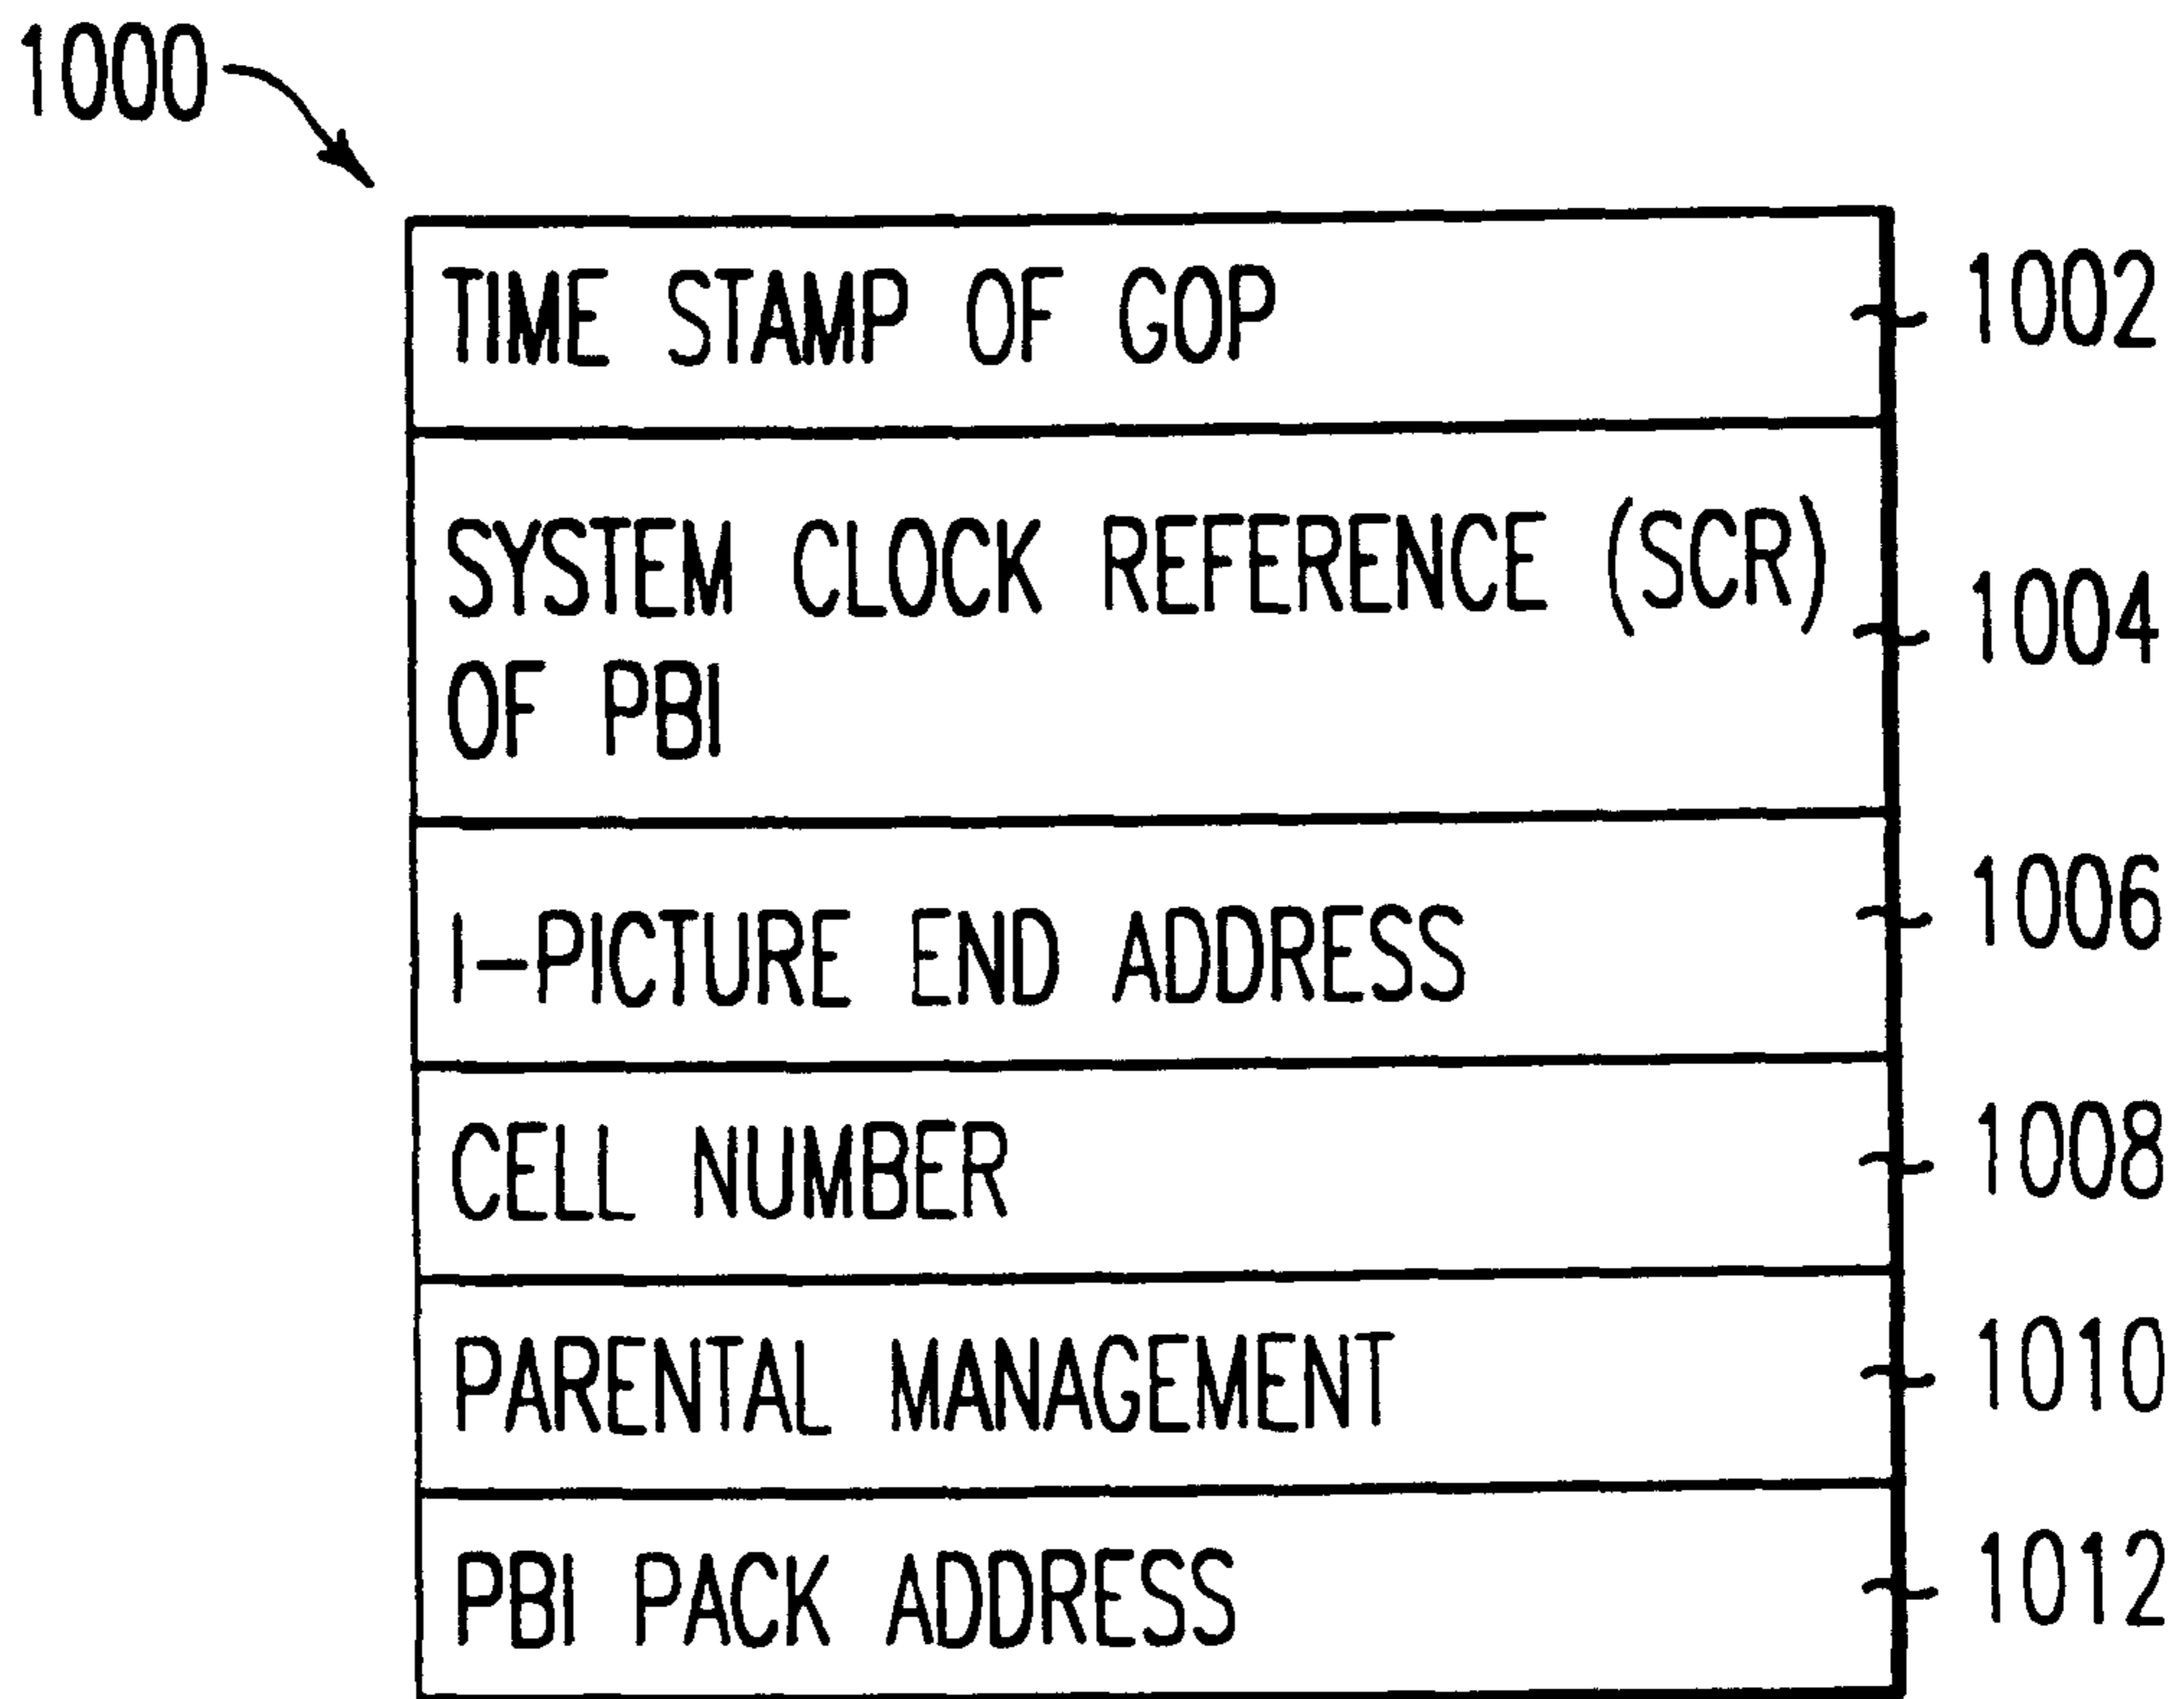 1000
TIME STAMP OF GOP
1002
SYSTEM CLOCK REFERENCE (SCR)
OF PBI
1004
I-PICTURE END ADDRESS
1006
CELL NUMBER
1008
PARENTAL MANAGEMENT
1010
PBI PACK ADDRESS
1012